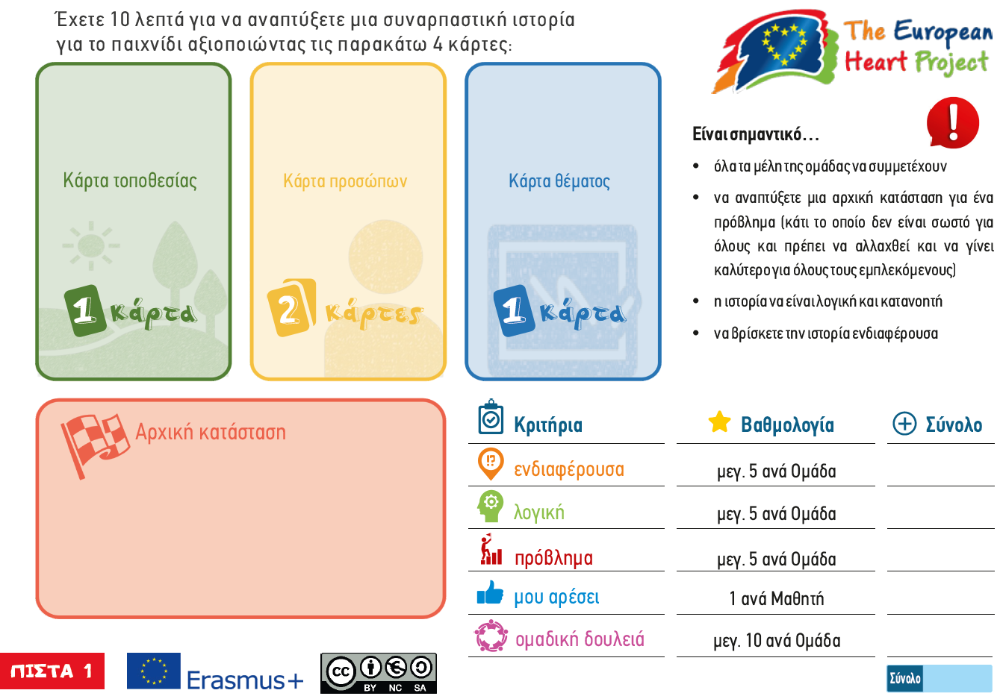 Έχετε 10 λεπτά για να αναπτύξετε μια συναρπαστική ιστορία
για το παιχνίδι αξιοποιώντας τις παρακάτω 4 κάρτες:
The European
Heart Project
Κάρτα τοποθεσίας
1 κάρτα
Κάρτα προσώπων
2 κάρτες
Κάρτα θέματος
1 κάρτα
Είναι σημαντικό...
• όλα τα μέλη της ομάδας να συμμετέχουν
• να αναπτύξετε μια αρχική κατάσταση για ένα
πρόβλημα (κάτι το οποίο δεν είναι σωστό για
όλους και πρέπει να αλλαχθεί και να γίνει
καλύτερο για όλους τους εμπλεκόμενους)
• η ιστορία να είναι λογική και κατανοητή
• να βρίσκετε την ιστορία ενδιαφέρουσα
Αρχική κατάσταση
Κριτήρια Βαθμολογία Σύνολο
ενδιαφέρουσα μεγ. 5 ανά Ομάδα
λογική μεγ. 5 ανά Ομάδα
πρόβλημα μεγ. 5 ανά Ομάδα
μου αρέσει 1 ανά Μαθητή
ομαδική δουλειά μεγ. 10 ανά Ομάδα
Σύνολο
ΠΙΣΤΑ 1
Erasmus+
cc BY NC SA